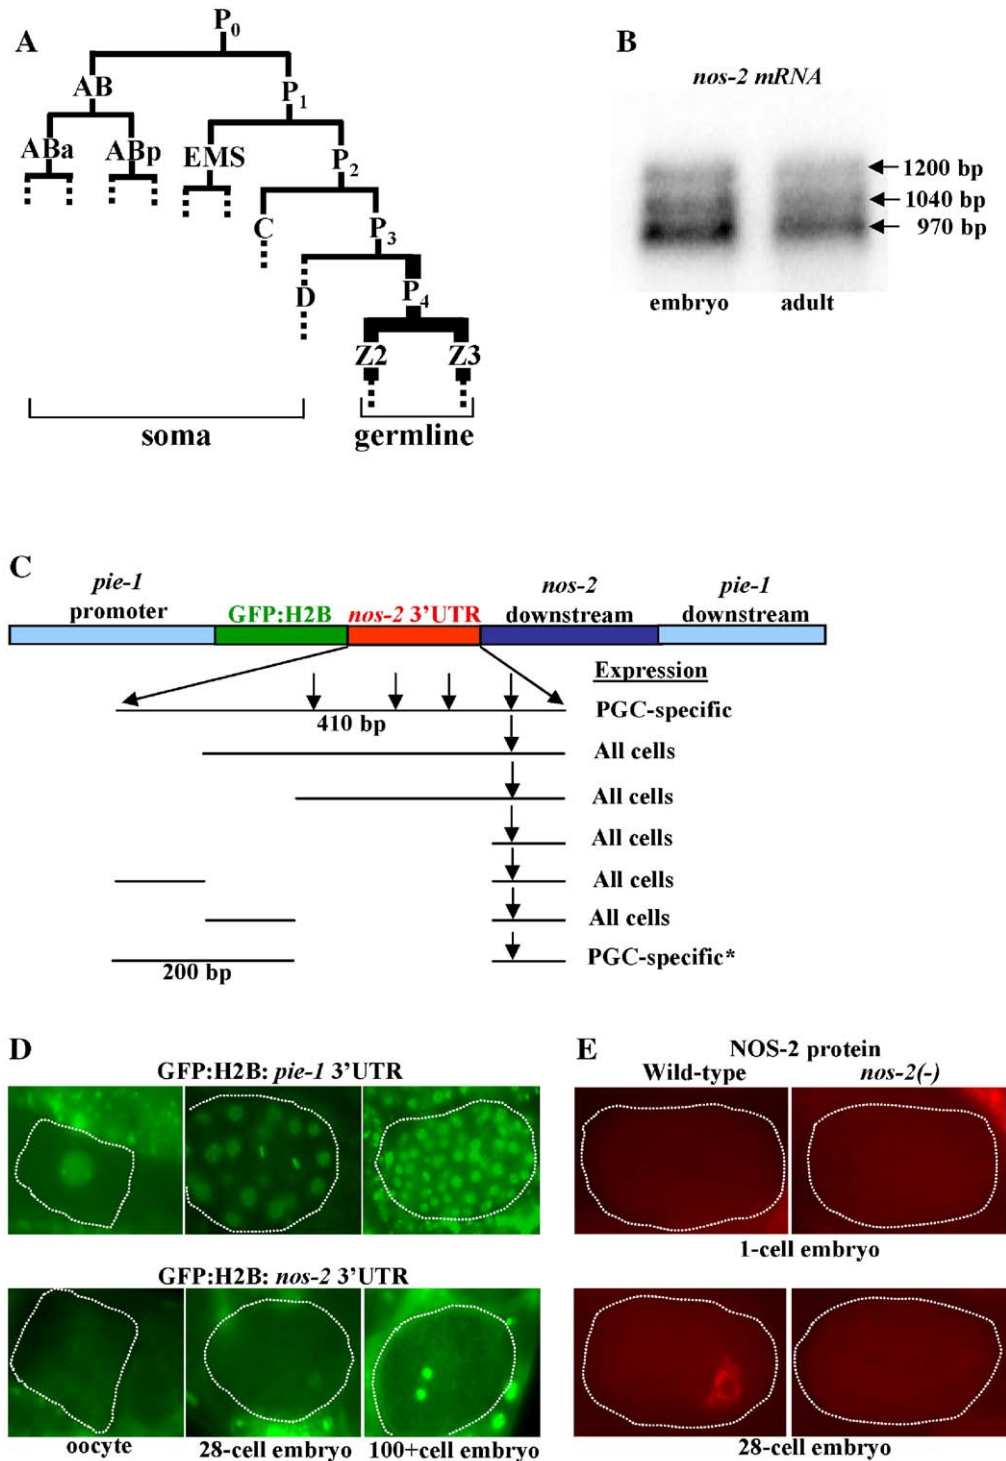 A
P0
AB
P1
ABa
ABp
EMS
P2
C
P3
D
P4
Z2
Z3
soma
germline
B
nos-2 mRNA
1200 bp
1040 bp
970 bp
embryo
adult
C
pie-1 promoter
GFP:H2B
nos-2 3'UTR
nos-2 downstream
pie-1 downstream
Expression
410 bp
PGC-specific
All cells
All cells
All cells
All cells
All cells
200 bp
PGC-specific*
D
GFP:H2B: pie-1 3'UTR
GFP:H2B: nos-2 3'UTR
oocyte
28-cell embryo
100+cell embryo
E
NOS-2 protein
Wild-type
nos-2(-)
1-cell embryo
28-cell embryo